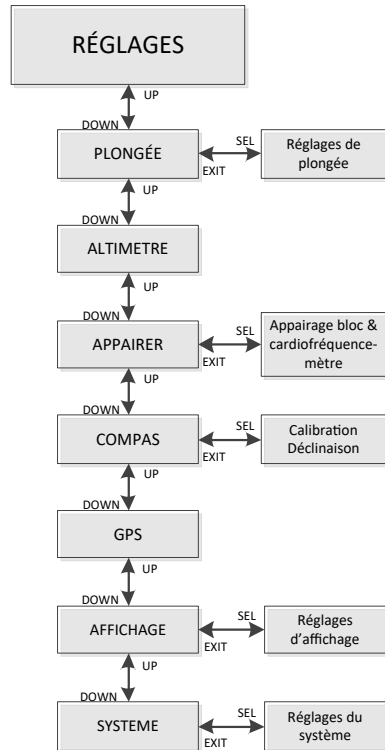 RÉGLAGES
UP
DOWN
PLONGÉE
SEL
EXIT
Réglages de
plongée
UP
DOWN
ALTIMETRE
UP
DOWN
APPAIRER
SEL
EXIT
Appairage bloc &
cardiofréquence-
mètre
UP
DOWN
COMPAS
SEL
EXIT
Calibration
Déclinaison
UP
DOWN
GPS
UP
DOWN
AFFICHAGE
SEL
EXIT
Réglages
d’affichage
UP
DOWN
SYSTEME
SEL
EXIT
Réglages du
système